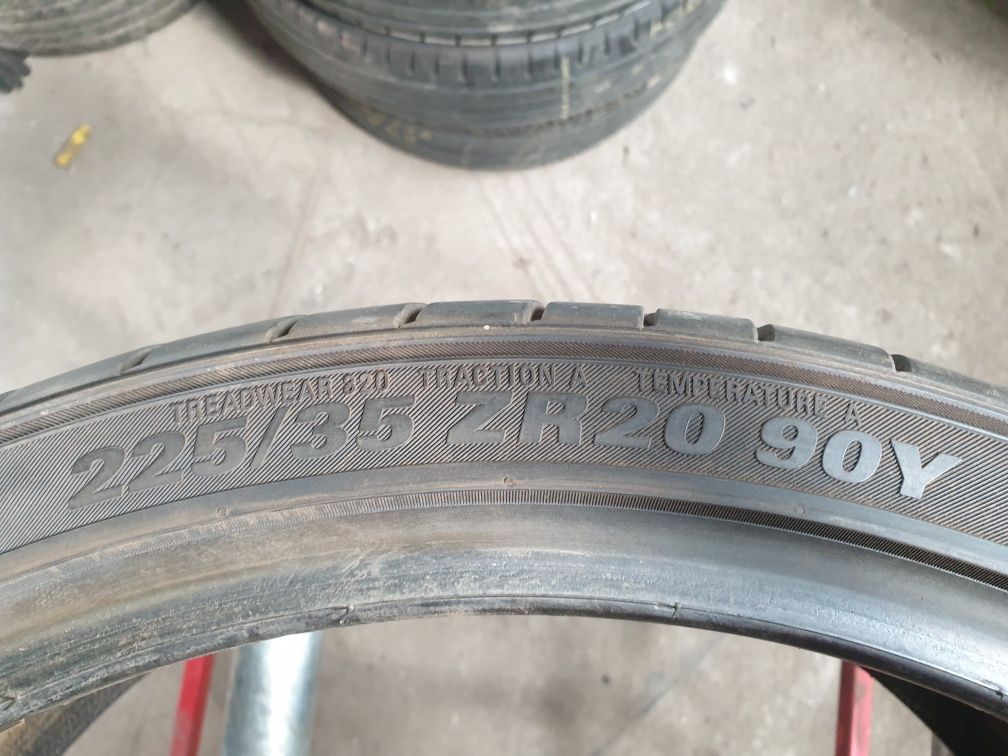 TREADWEAR 320 TRACTION A TEMPERATURE A
225/35 ZR20 90Y